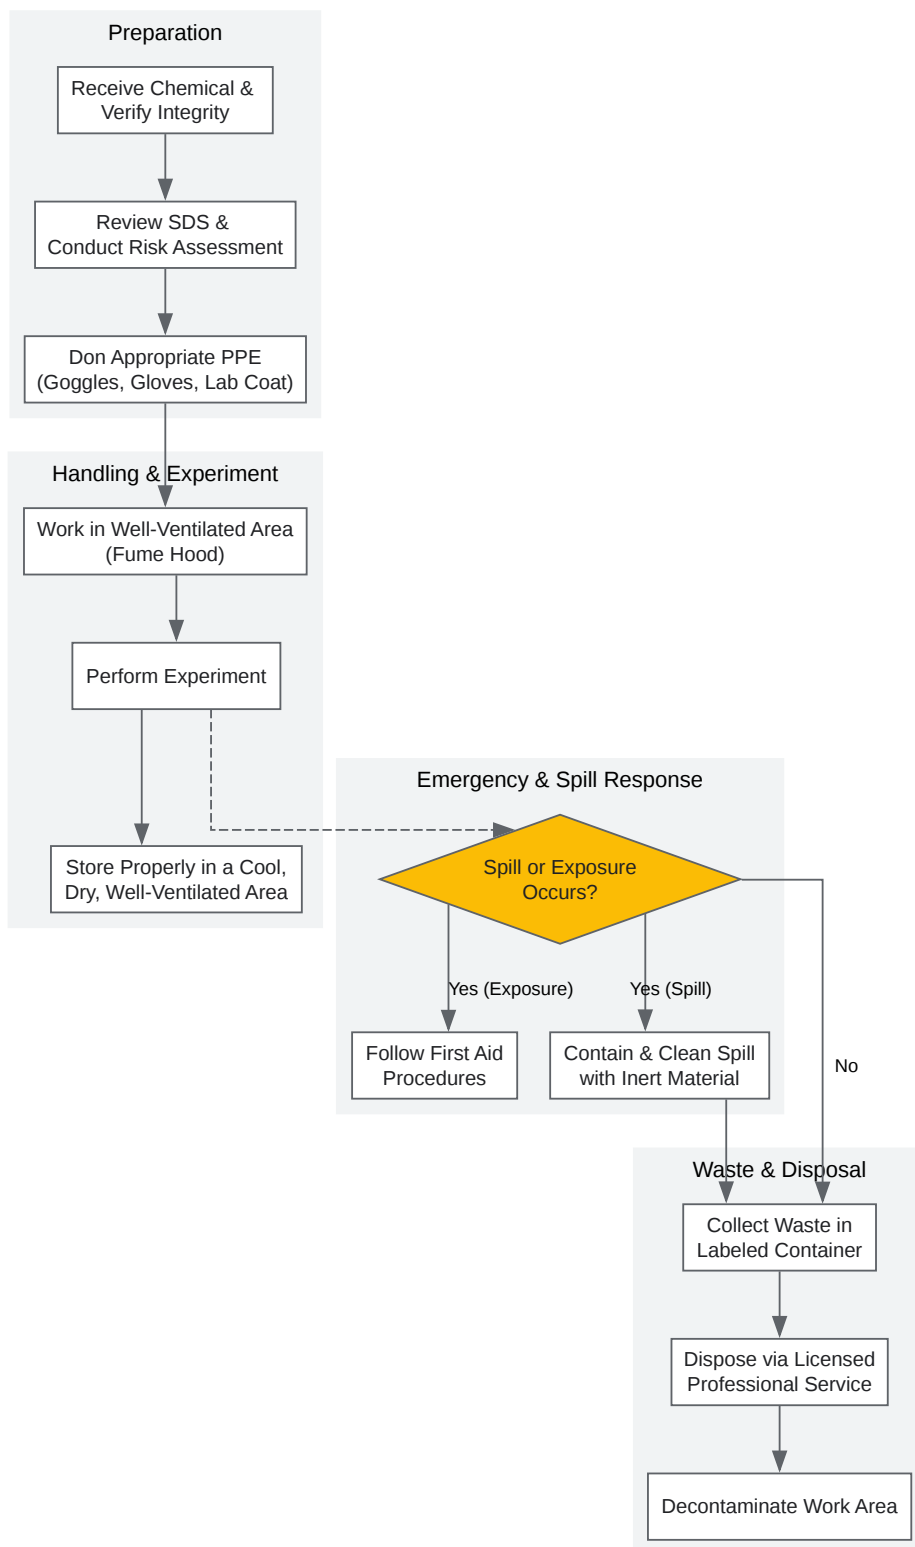 Preparation
Receive Chemical &
Verify Integrity
Review SDS &
Conduct Risk Assessment
Don Appropriate PPE
(Goggles, Gloves, Lab Coat)
Handling & Experiment
Work in Well-Ventilated Area
(Fume Hood)
Perform Experiment
Store Properly in a Cool,
Dry, Well-Ventilated Area
Emergency & Spill Response
Spill or Exposure
Occurs?
Yes (Exposure)
Yes (Spill)
Follow First Aid
Procedures
Contain & Clean Spill
with Inert Material
No
Waste & Disposal
Collect Waste in
Labeled Container
Dispose via Licensed
Professional Service
Decontaminate Work Area